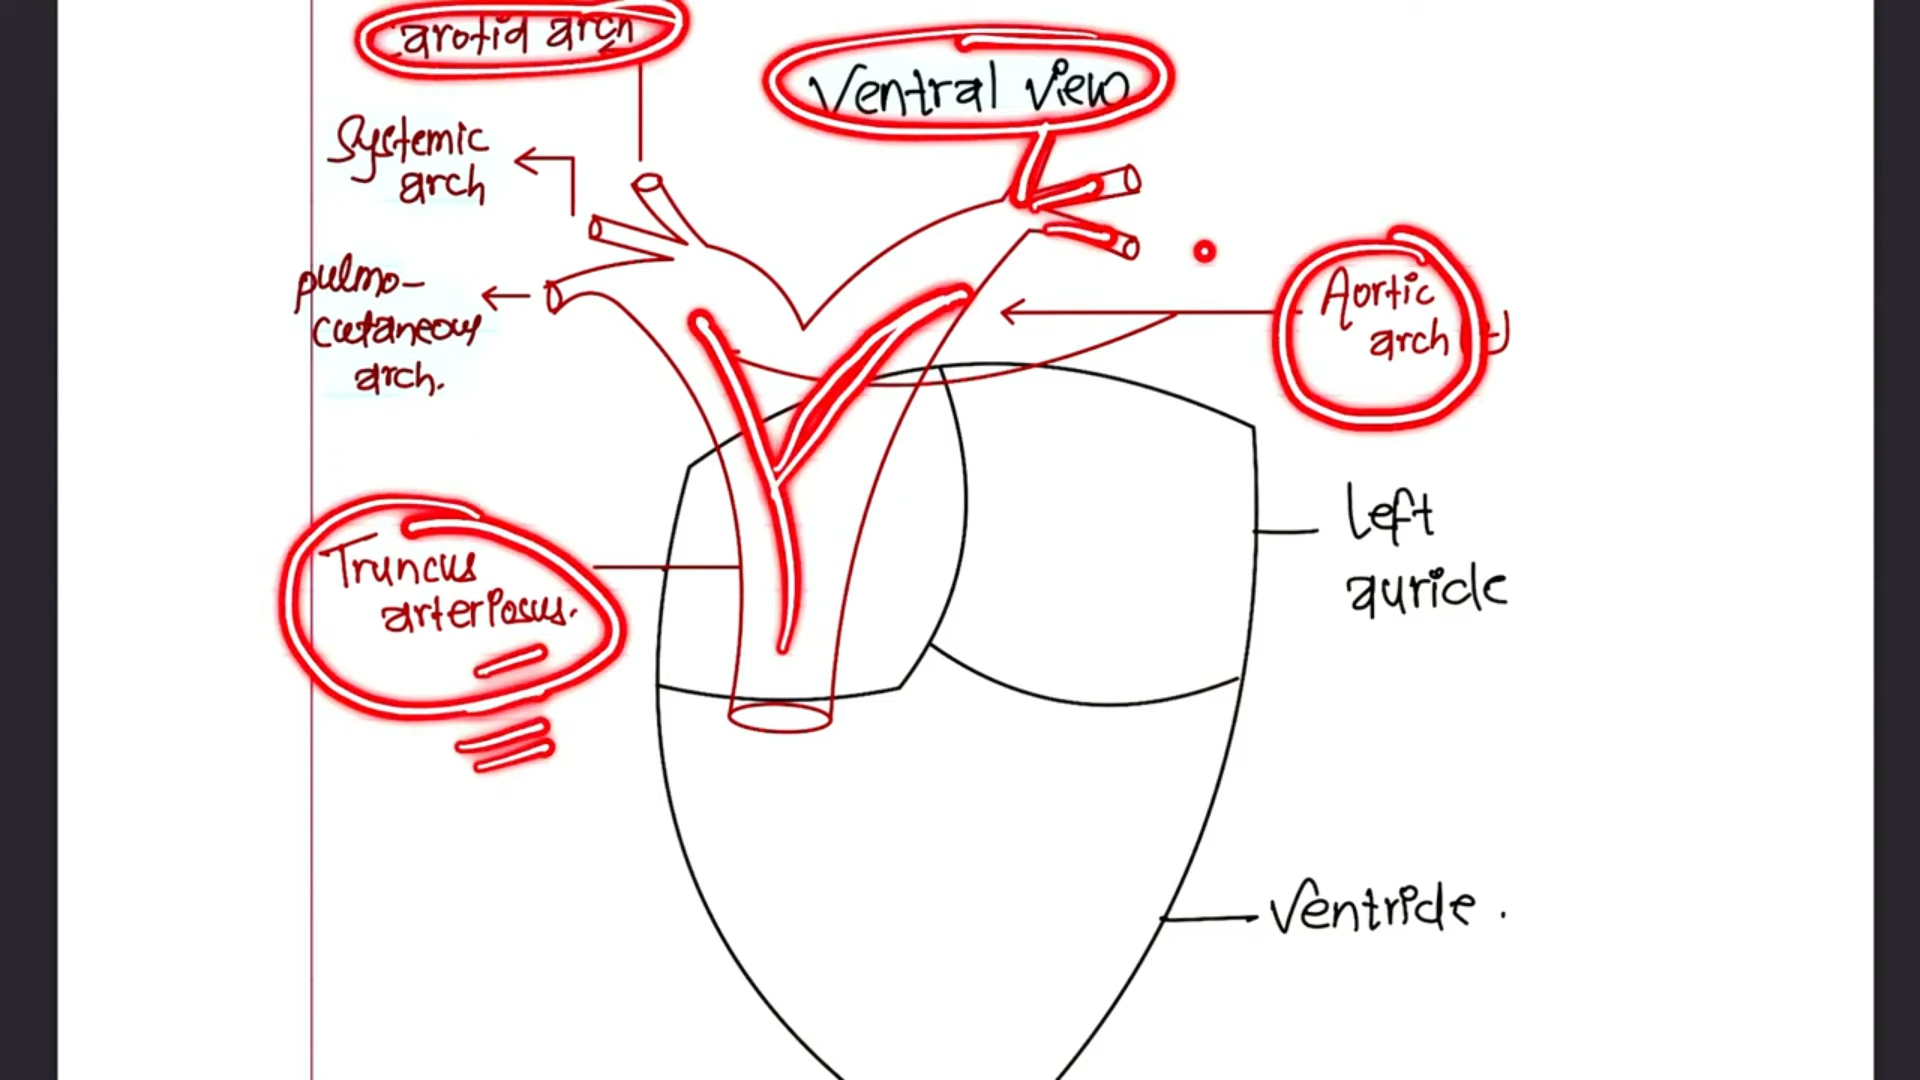 arotid arch
Ventral view
Systemic
arch
pulmo-
cutaneous
arch.
Aortic
arch
Truncus
arteriosus.
left
auricle
Ventricle.